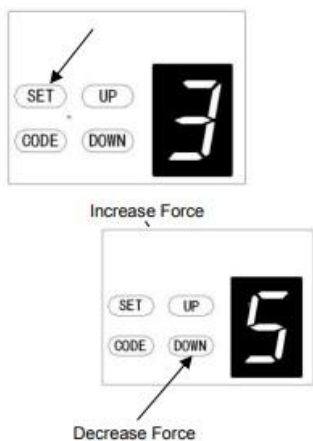 SET UP
CODE DOWN
3
Increase Force
SET UP
CODE DOWN
5
Decrease Force